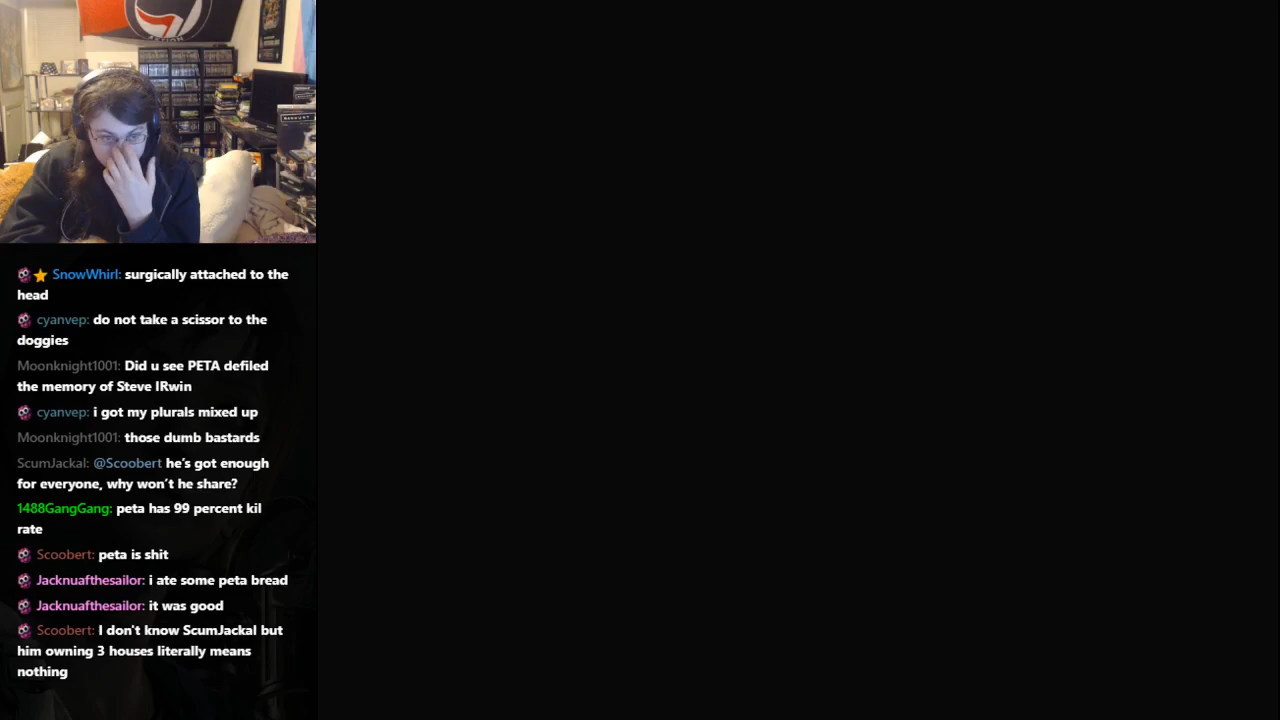 ACTION
MANHUNT
SnowWhirl: surgically attached to the
head
cyanvep: do not take a scissor to the
doggies
Moonknight1001: Did u see PETA defiled
the memory of Steve IRwin
cyanvep: i got my plurals mixed up
Moonknight1001: those dumb bastards
ScumJackal: @Scoobert he's got enough
for everyone, why won't he share?
1488GangGang: peta has 99 percent kil
rate
Scoobert: peta is shit
Jacknuafthesailor: i ate some peta bread
Jacknuafthesailor: it was good
Scoobert: I don't know ScumJackal but
him owning 3 houses literally means
nothing